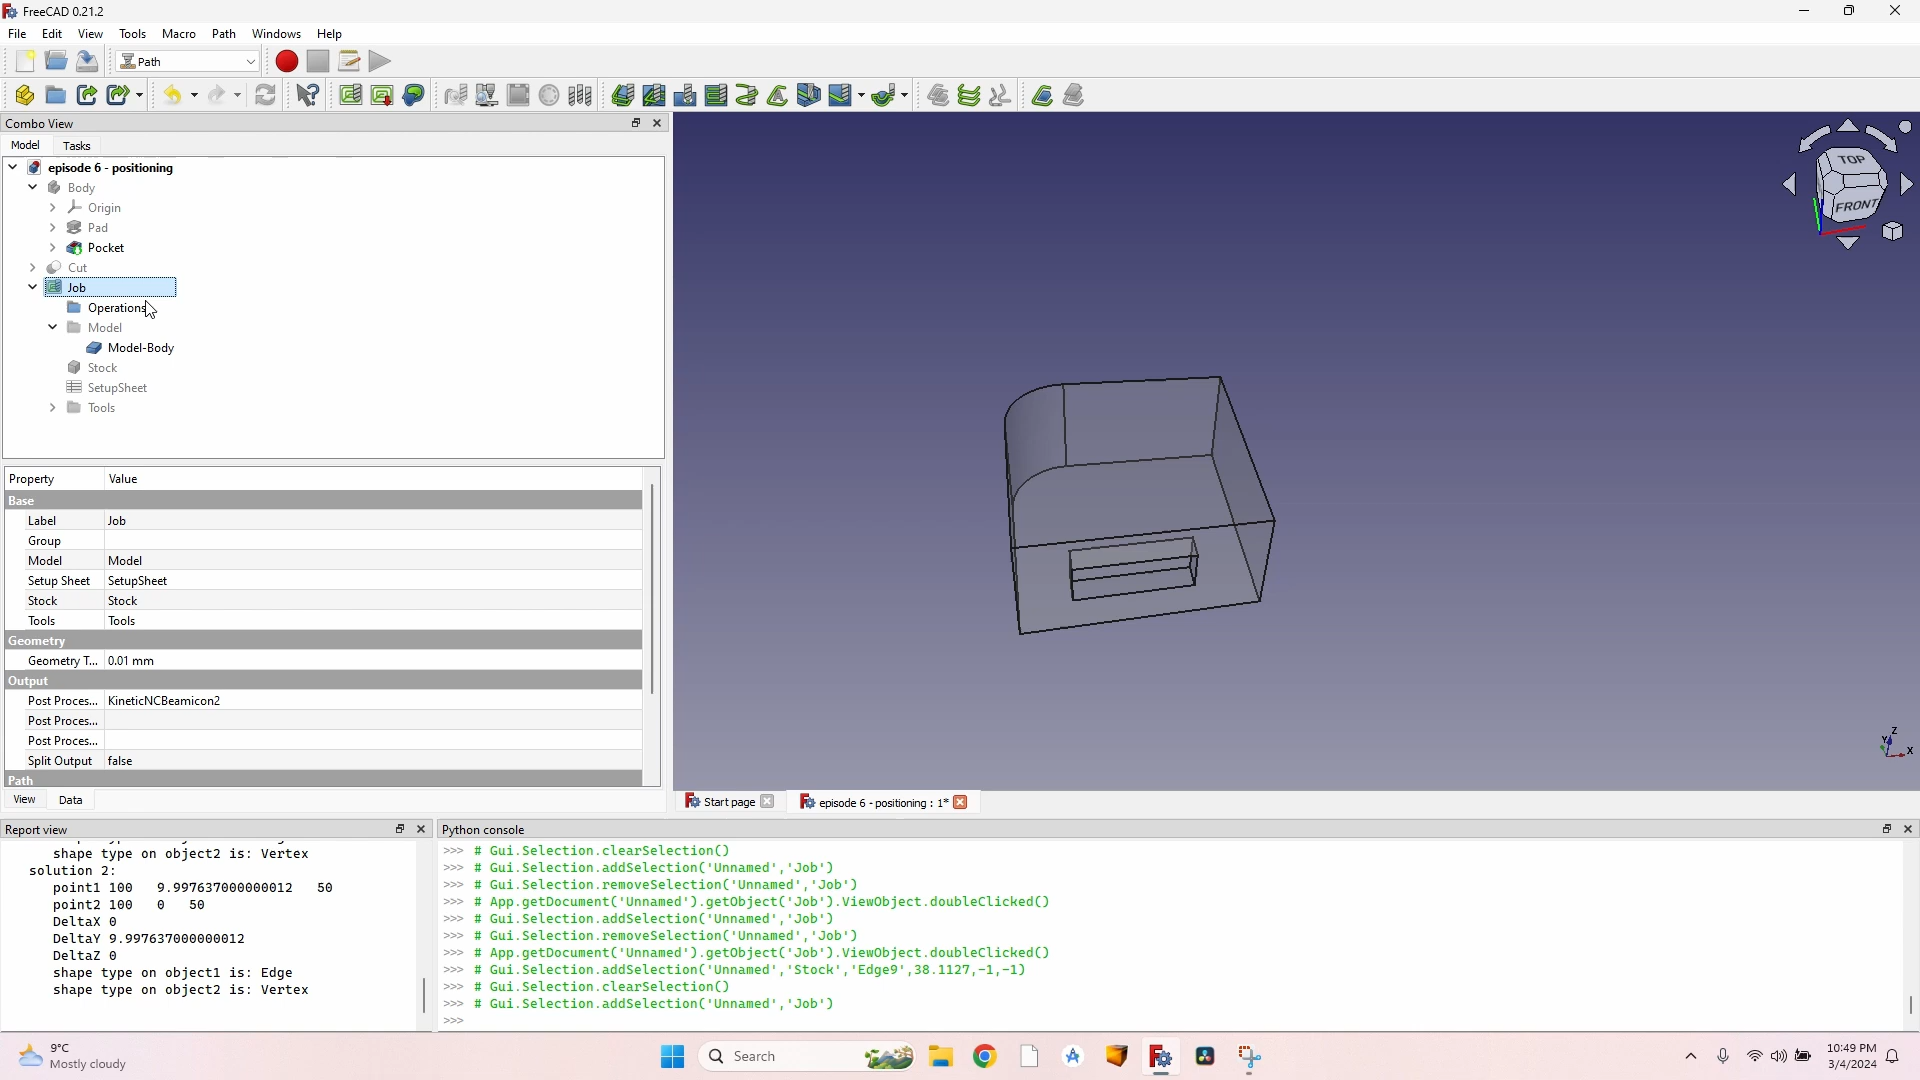 FreeCAD 0.21.2
File Edit View Tools Macro Path Windows Help
Path
Combo View
Model Tasks
episode 6 - positioning
Body
Origin
Pad
Pocket
Cut
Job
Operations
Model
Model-Body
Stock
SetupSheet
Tools
Property Value
Base
Label Job
Group
Model Model
Setup Sheet SetupSheet
Stock Stock
Tools Tools
Geometry
Geometry T... 0.01 mm
Output
Post Proces... KineticNCBeamicon2
Post Proces...
Post Proces...
Split Output false
Path
View Data
TOP
FRONT
Z
Y
X
Start page
episode 6 - positioning : 1*
Report view
shape type on object2 is: Vertex
solution 2:
point1 100 9.997637000000012 50
point2 100 0 50
DeltaX 0
DeltaY 9.997637000000012
DeltaZ 0
shape type on object1 is: Edge
shape type on object2 is: Vertex
Python console
>>> # Gui.Selection.clearSelection()
>>> # Gui.Selection.addSelection('Unnamed','Job')
>>> # Gui.Selection.removeSelection('Unnamed','Job')
>>> # App.getDocument('Unnamed').getObject('Job').ViewObject.doubleClicked()
>>> # Gui.Selection.addSelection('Unnamed','Job')
>>> # Gui.Selection.removeSelection('Unnamed','Job')
>>> # App.getDocument('Unnamed').getObject('Job').ViewObject.doubleClicked()
>>> # Gui.Selection.addSelection('Unnamed','Stock','Edge9',38.1127,-1,-1)
>>> # Gui.Selection.clearSelection()
>>> # Gui.Selection.addSelection('Unnamed','Job')
>>>
9°C
Mostly cloudy
Search
10:49 PM
3/4/2024